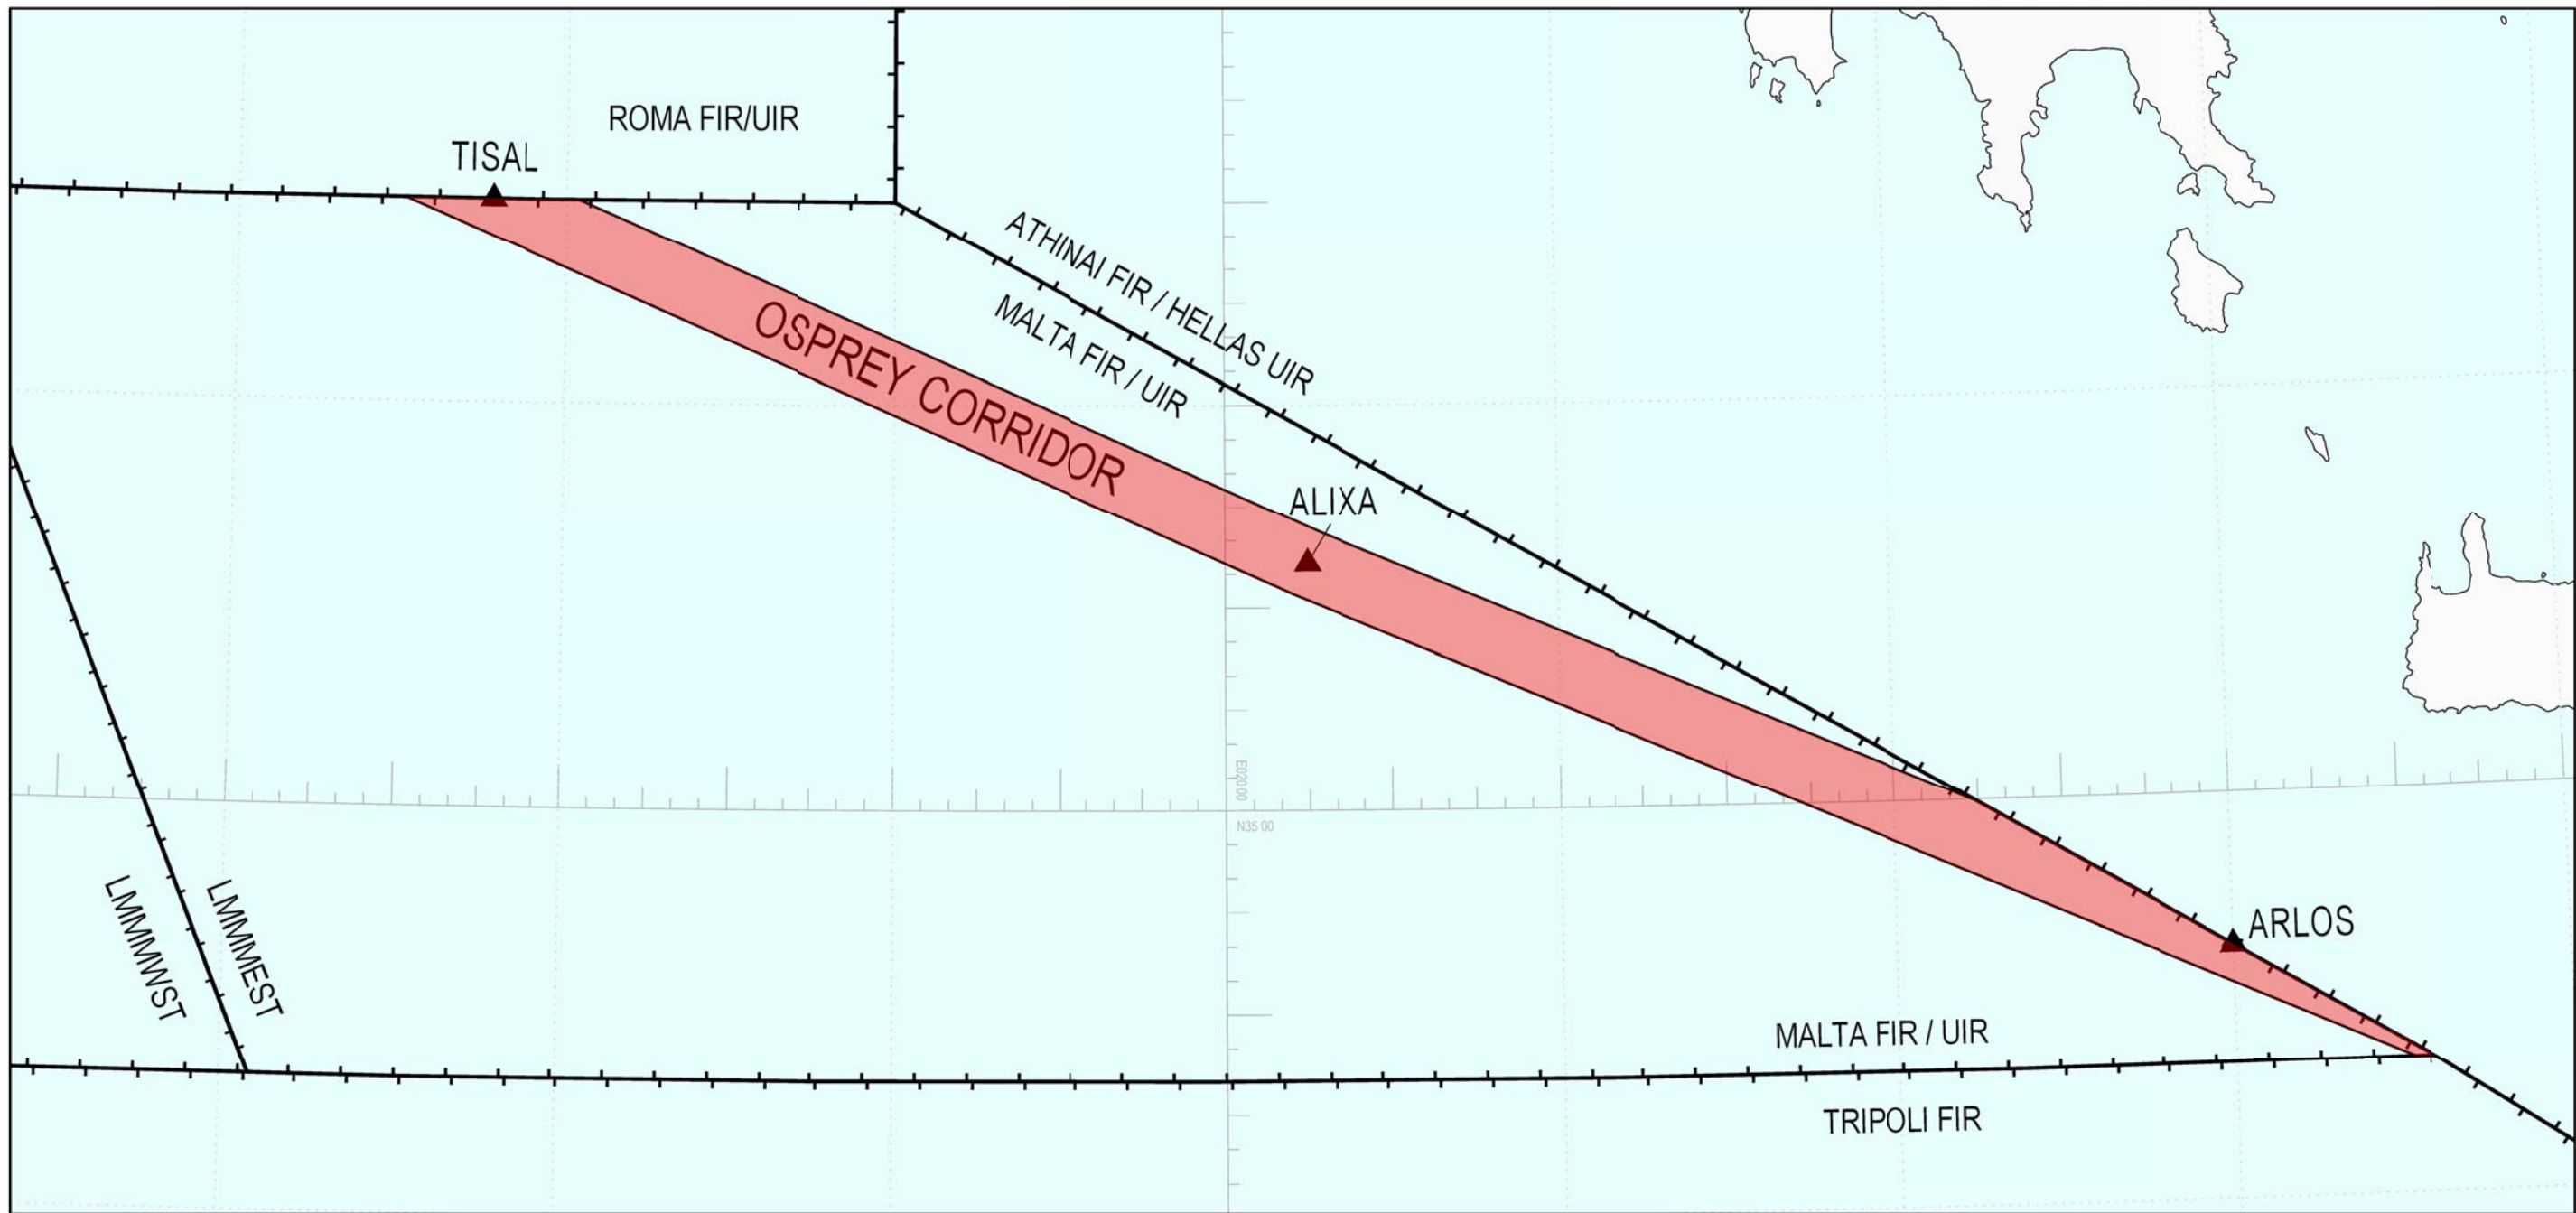 ROMA FIR/UIR
TISAL
ATHINAI FIR / HELLAS UIR
MALTA FIR / UIR
OSPREY CORRIDOR
ALIXA
E020 00
N35 00
LMMMWST
LMMMEST
ARLOS
MALTA FIR / UIR
TRIPOLI FIR